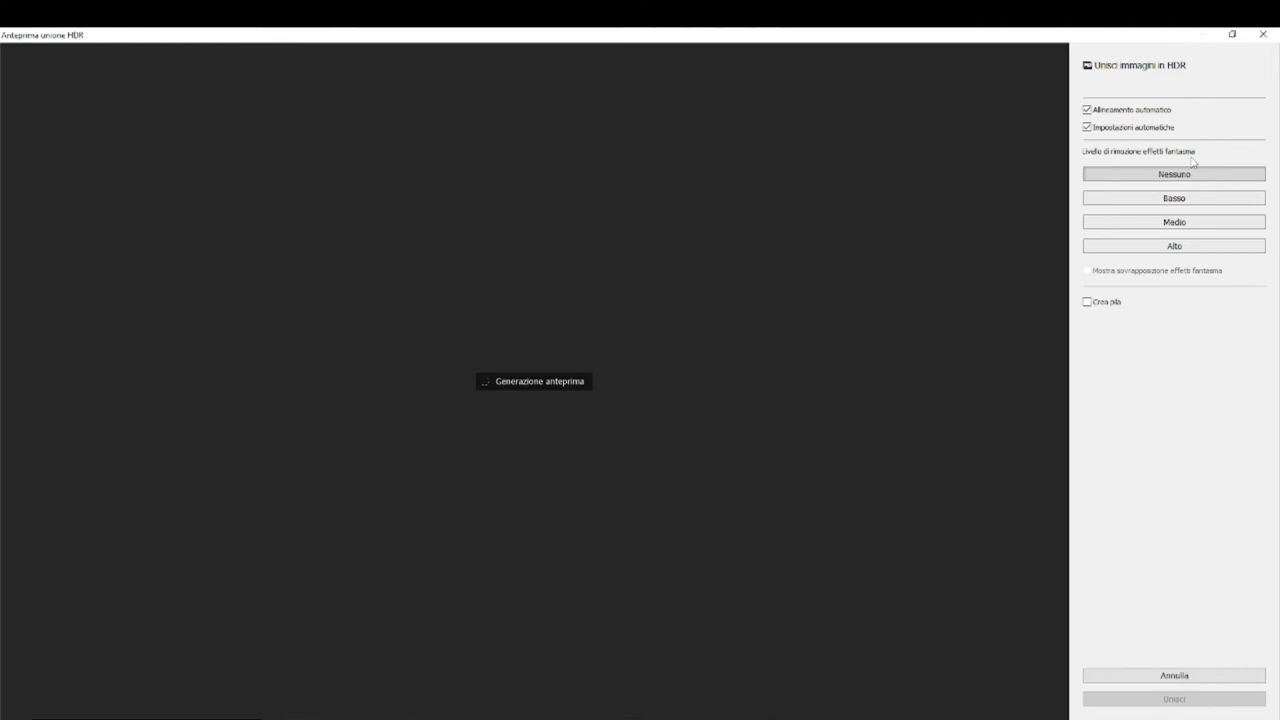 Anteprima unione HDR
Unisci immagini in HDR
Allineamento automatico
Impostazioni automatiche
Livello di rimozione effetti fantasma
Nessuno
Basso
Medio
Alto
Mostra sovrapposizione effetti fantasma
Crea pila
Generazione anteprima
Annulla
Unisci